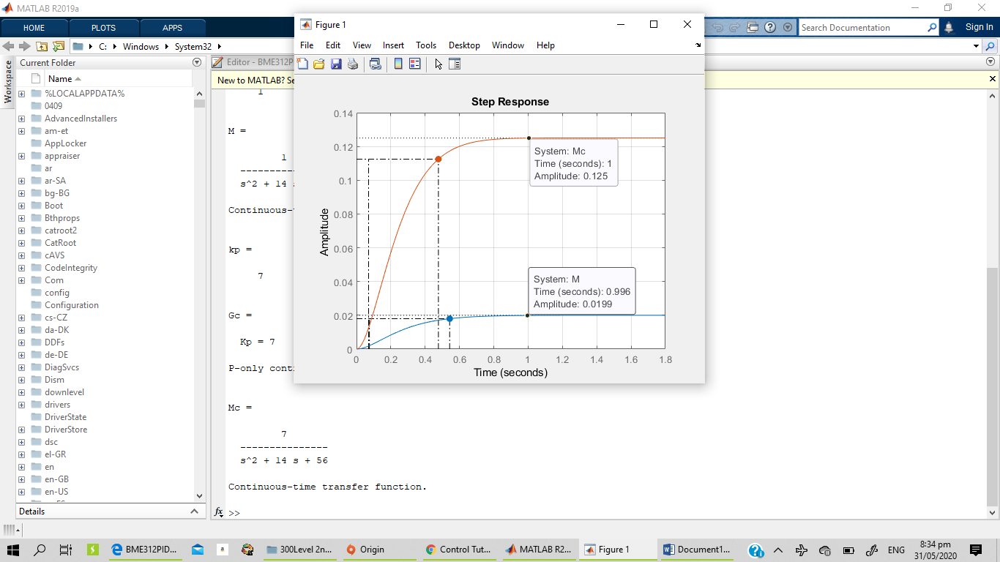 MATLAB R2019a
HOME
PLOTS
APPS
Search Documentation
Sign In
C:
Windows
System32
Current Folder
Workspace
Name
%LOCALAPPDATA%
0409
AdvancedInstallers
am-et
AppLocker
appraiser
ar
ar-SA
bg-BG
Boot
Bthprops
catroot2
CatRoot
cAVS
CodeIntegrity
Com
config
Configuration
cs-CZ
da-DK
DDFs
de-DE
DiagSvcs
Dism
downlevel
drivers
DriverState
DriverStore
dsc
el-GR
en
en-GB
en-US
Details
Editor - BME312P
New to MATLAB? Se
1
M =
1
---------
s^2 + 14
Continuous-
kp =
7
Gc =
Kp = 7
P-only cont
Mc =
7
---------------
s^2 + 14 s + 56
Continuous-time transfer function.
fx >>
Figure 1
File Edit View Insert Tools Desktop Window Help
Step Response
Amplitude
0.14
0.12
0.1
0.08
0.06
0.04
0.02
0
System: Mc
Time (seconds): 1
Amplitude: 0.125
System: M
Time (seconds): 0.996
Amplitude: 0.0199
0 0.2 0.4 0.6 0.8 1 1.2 1.4 1.6 1.8
Time (seconds)
BME312PID...
a
300Level 2n...
Origin
Control Tut...
MATLAB R2...
Figure 1
Document1...
ENG
8:34 pm
31/05/2020